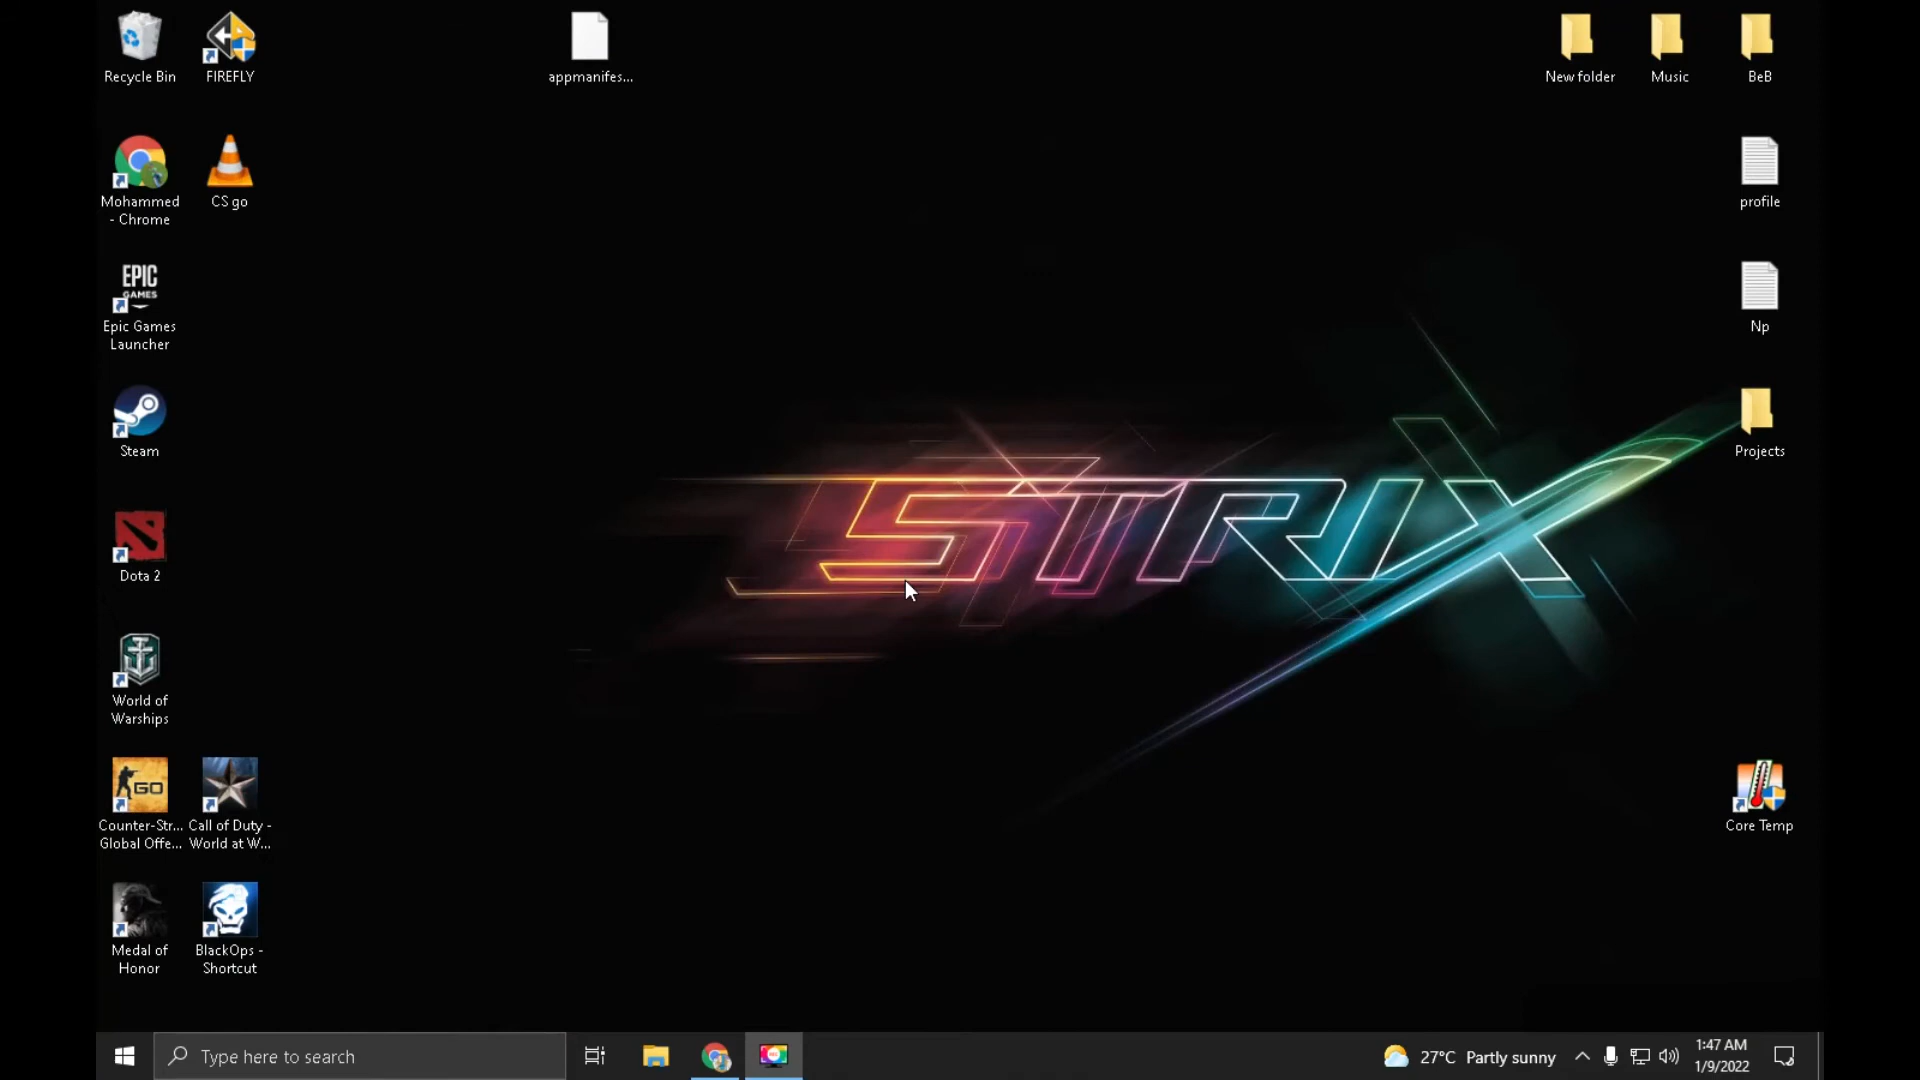 Recycle Bin
FIREFLY
appmanifes...
New folder
Music
BeB
Mohammed
- Chrome
CS go
profile
EPIC
GAMES
Epic Games
Launcher
Np
Steam
Projects
STRIX
Dota 2
World of
Warships
GO
Counter-Str...
Global Offe...
Call of Duty -
World at W...
Core Temp
Medal of
Honor
BlackOps -
Shortcut
Type here to search
27°C Partly sunny
1:47 AM
1/9/2022